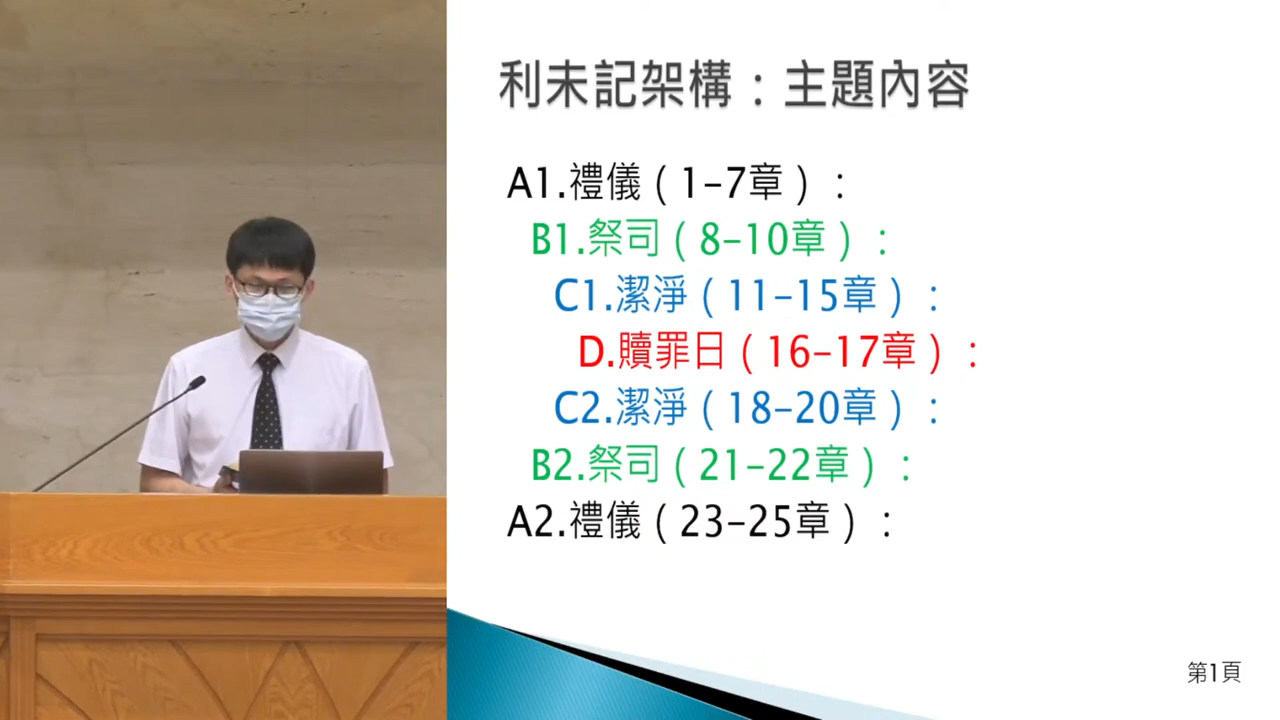 利未記架構：主題內容
A1.禮儀（1-7章）：
B1.祭司（8-10章）：
C1.潔淨（11-15章）：
D.贖罪日（16-17章）：
C2.潔淨（18-20章）：
B2.祭司（21-22章）：
A2.禮儀（23-25章）：
第1頁